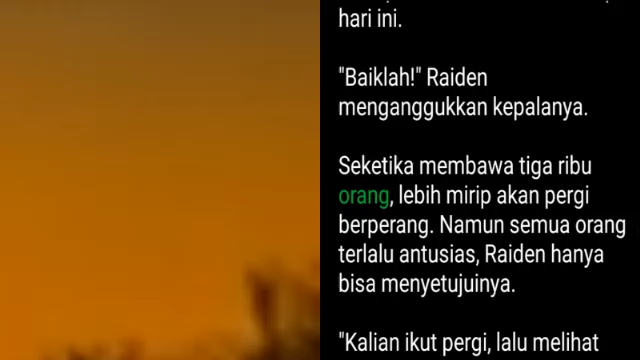 hari ini.
"Baiklah!" Raiden
menganggukkan kepalanya.
Seketika membawa tiga ribu
orang, lebih mirip akan pergi
berperang. Namun semua orang
terlalu antusias, Raiden hanya
bisa menyetujuinya.
"Kalian ikut pergi, lalu melihat